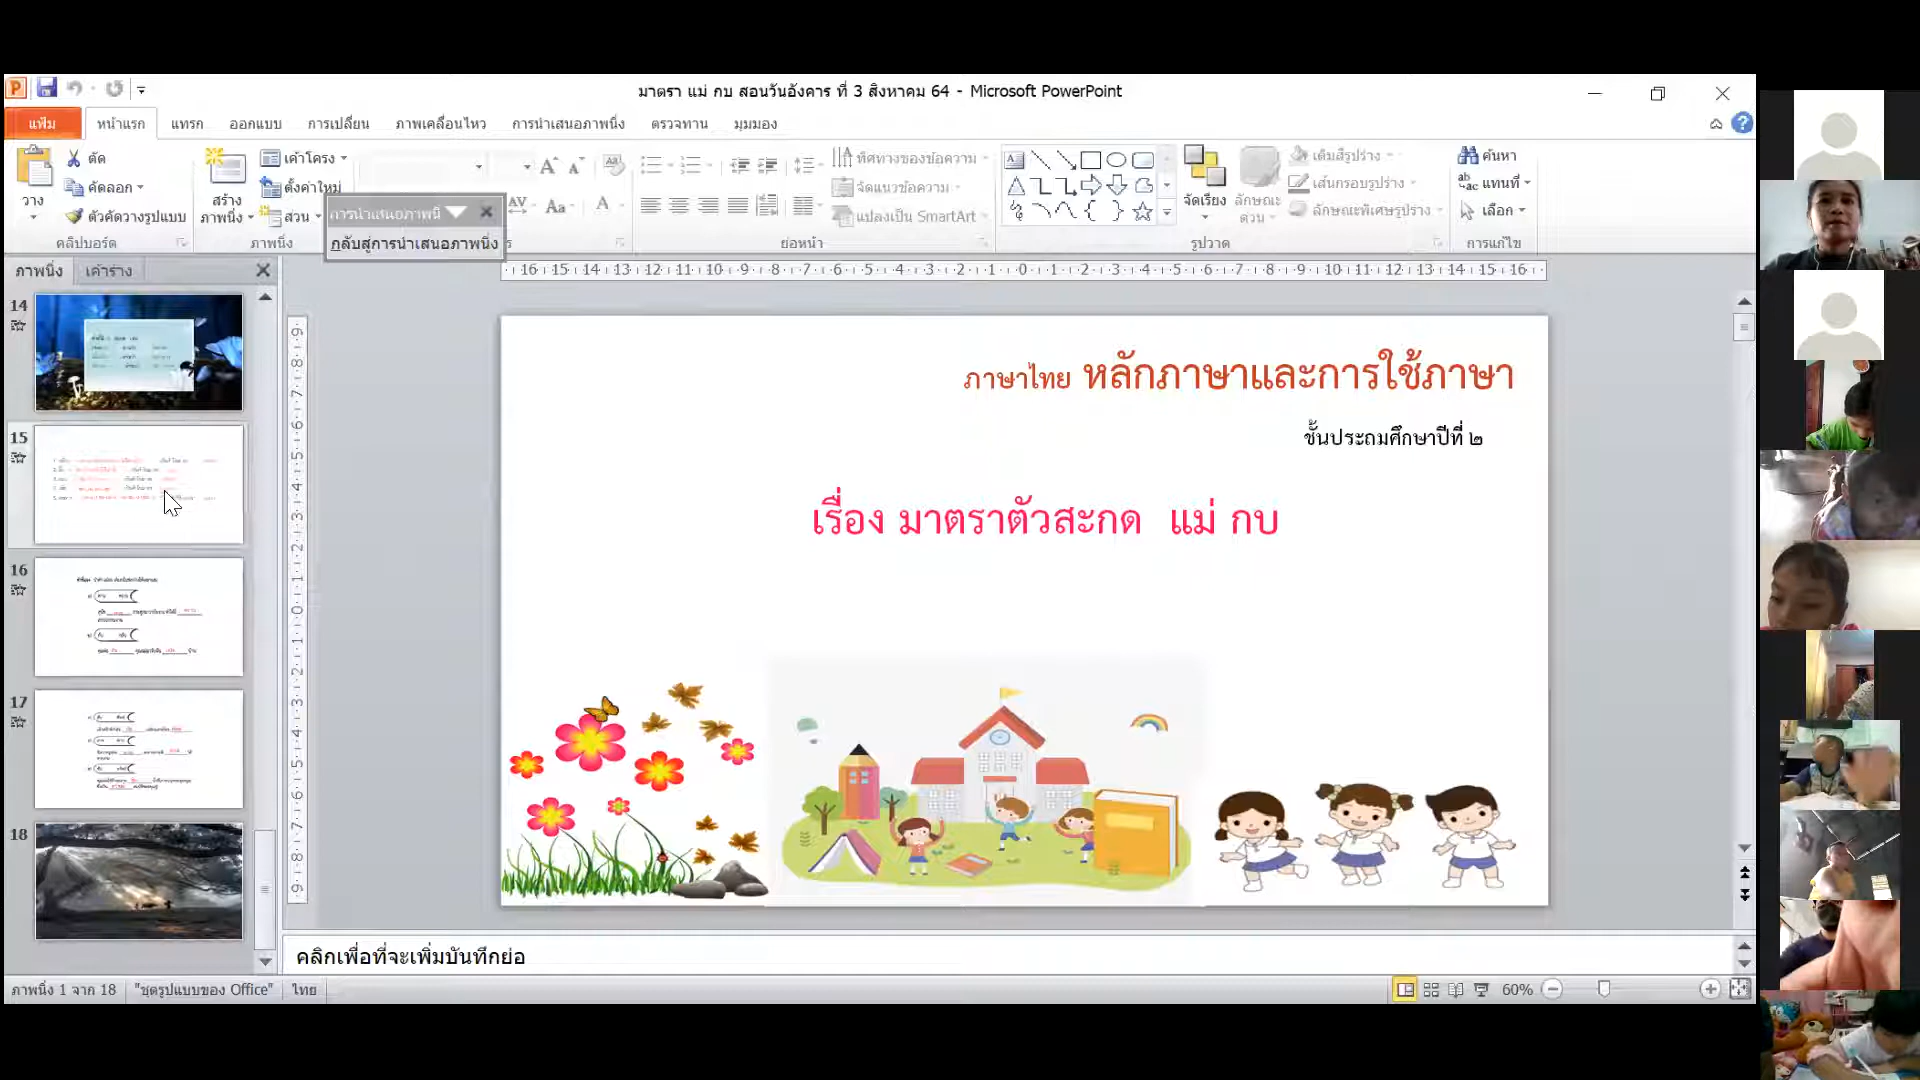 มาตรา แม่ กบ สอนวันอังคาร ที่ 3 สิงหาคม 64 - Microsoft PowerPoint
แฟ้ม หน้าแรก แทรก ออกแบบ การเปลี่ยน ภาพเคลื่อนไหว การนำเสนอภาพนิ่ง ตรวจทาน มุมมอง
วาง ตัด
คัดลอก
ตัวคัดวางรูปแบบ
คลิปบอร์ด
สร้าง
ภาพนิ่ง
เค้าโครง
ตั้งค่าใหม่
ส่วน
ภาพนิ่ง
การนำเสนอภาพนิ
กลับสู่การนำเสนอภาพนิ่ง
ทิศทางของข้อความ
จัดแนวข้อความ
แปลงเป็น SmartArt
ย่อหน้า
จัดเรียง
ลักษณะ
ด่วน
เติมสีรูปร่าง
เส้นกรอบรูปร่าง
ลักษณะพิเศษรูปร่าง
รูปวาด
ค้นหา
แทนที่
เลือก
การแก้ไข
ภาพนิ่ง เค้าร่าง
14
15
16
17
18
ภาษาไทย หลักภาษาและการใช้ภาษา
ชั้นประถมศึกษาปีที่ ๒
เรื่อง มาตราตัวสะกด แม่ กบ
คลิกเพื่อที่จะเพิ่มบันทึกย่อ
ภาพนิ่ง 1 จาก 18 "ชุดรูปแบบของ Office" ไทย 60%